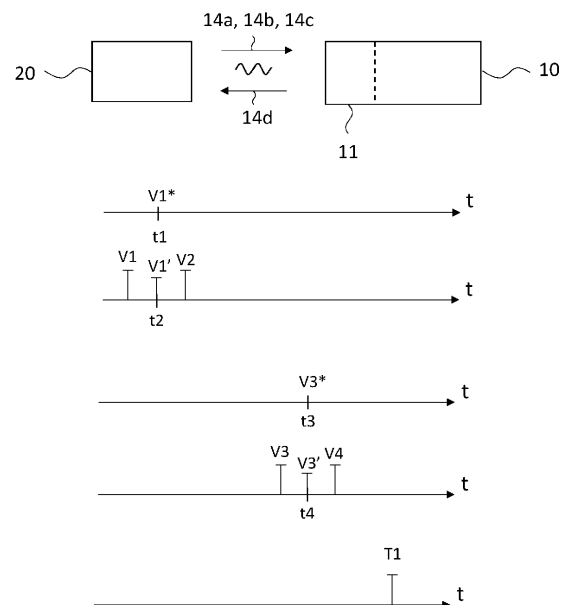 14a, 14b, 14c
20
10
14d
11
V1*
t
t1
V1 V1' V2
t
t2
V3*
t
t3
V3 V3' V4
t
t4
T1
t